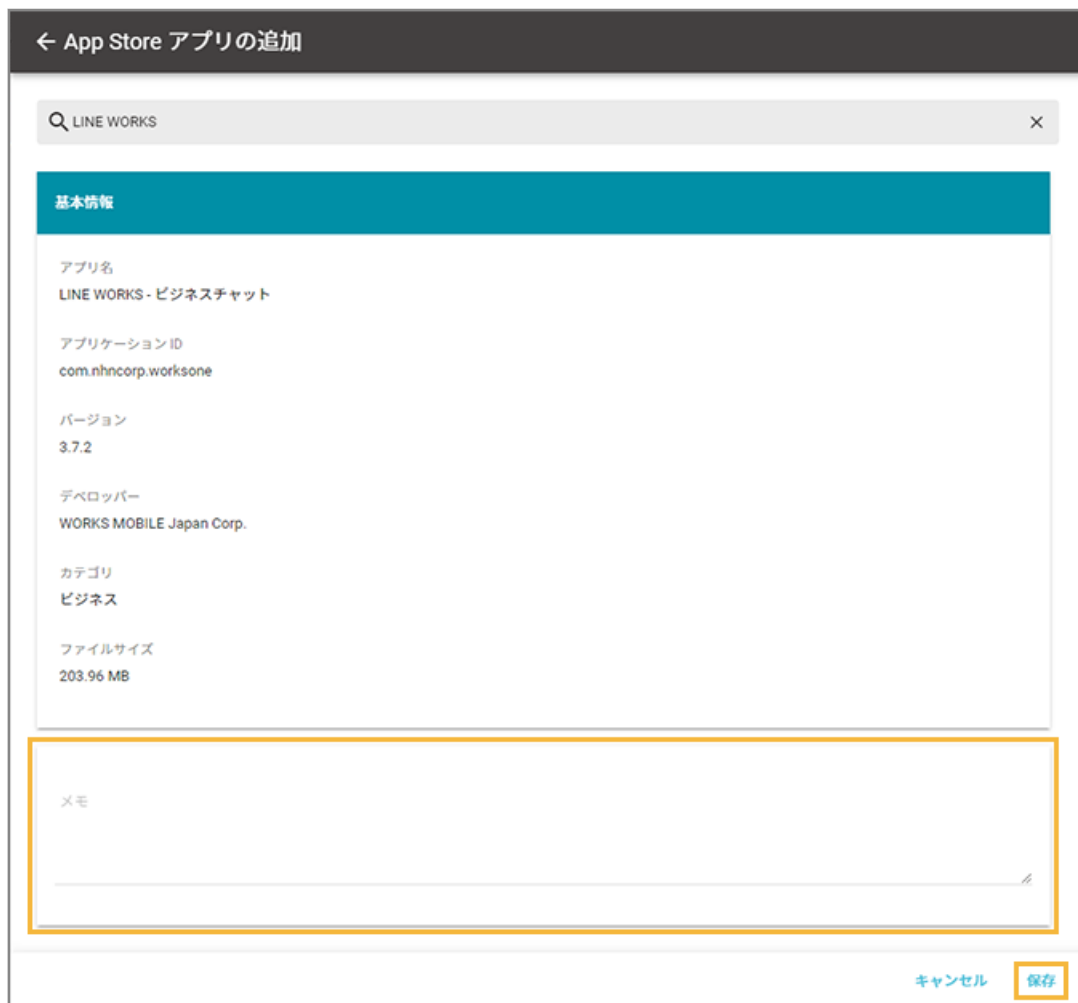 ← App Store アプリの追加
LINE WORKS ×
基本情報
アプリ名
LINE WORKS - ビジネスチャット
アプリケーション ID
com.nhncorp.worksone
バージョン
3.7.2
デベロッパー
WORKS MOBILE Japan Corp.
カテゴリ
ビジネス
ファイルサイズ
203.96 MB
メモ
キャンセル 保存